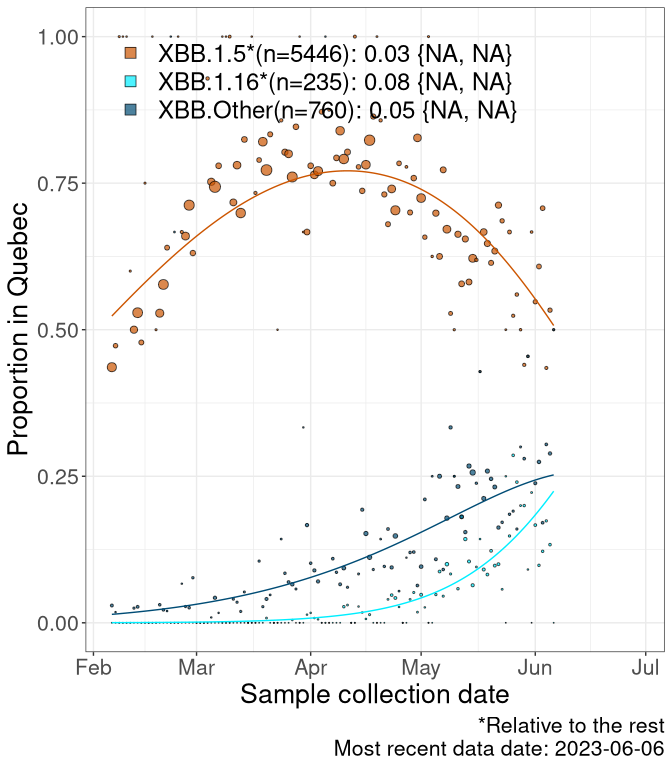 1.00
0.75
0.50
0.25
0.00
Proportion in Quebec
XBB.1.5*(n=5446): 0.03 {NA, NA}
XBB.1.16*(n=235): 0.08 {NA, NA}
XBB.Other(n=760): 0.05 {NA, NA}
Feb Mar Apr May Jun Jul
Sample collection date
*Relative to the rest
Most recent data date: 2023-06-06